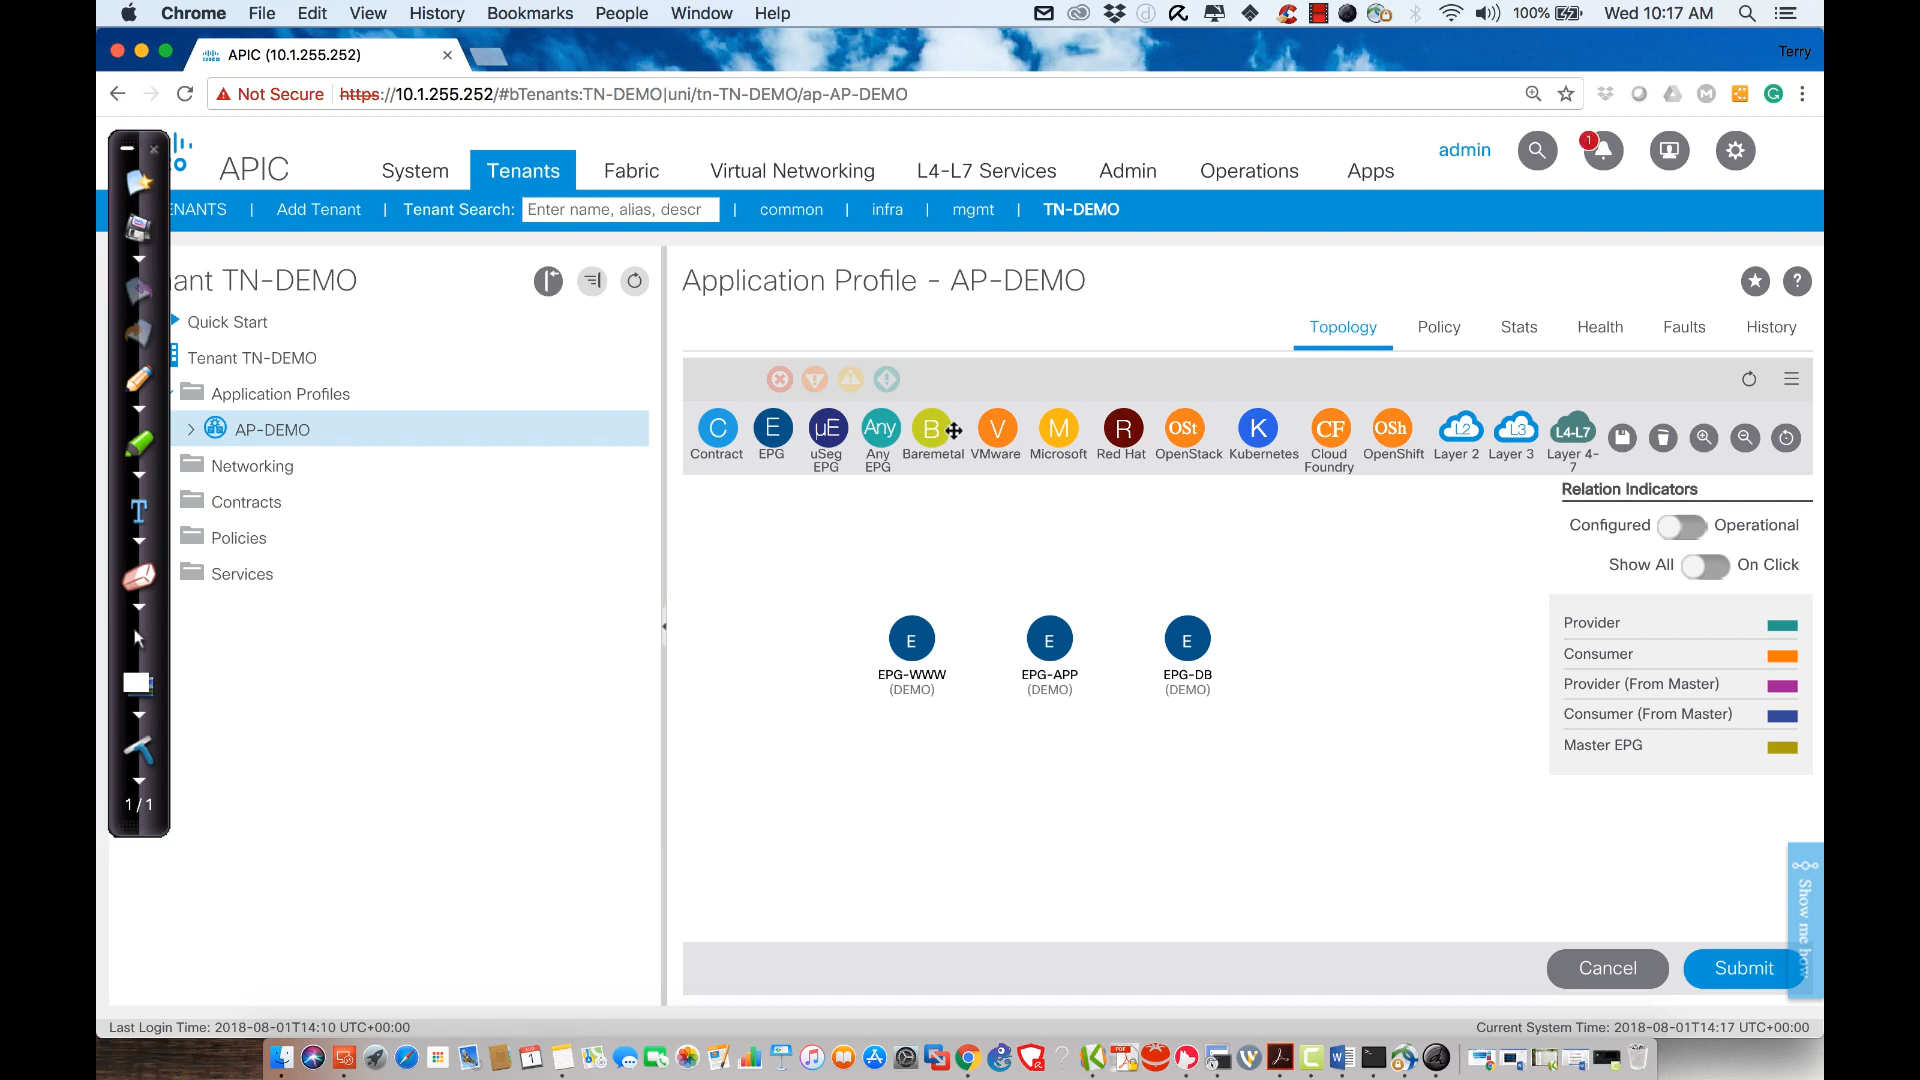 Chrome File Edit View History Bookmarks People Window Help 100% Wed 10:17 AM
APIC (10.1.255.252) Terry
Not Secure https://10.1.255.252/#bTenants:TN-DEMO|uni/tn-TN-DEMO/ap-AP-DEMO
APIC System Tenants Fabric Virtual Networking L4-L7 Services Admin Operations Apps admin 1
ENANTS | Add Tenant | Tenant Search: Enter name, alias, descr | common | infra | mgmt | TN-DEMO
ant TN-DEMO
Quick Start
Tenant TN-DEMO
Application Profiles
AP-DEMO
Networking
Contracts
Policies
Services
T
1 / 1
Application Profile - AP-DEMO
?
Topology Policy Stats Health Faults History
C E µE Any B V M R OSt K CF OSh L2 L3 L4-L7
Contract EPG uSeg EPG Any EPG Baremetal VMware Microsoft Red Hat OpenStack Kubernetes Cloud Foundry OpenShift Layer 2 Layer 3 Layer 4-7
Relation Indicators
Configured Operational
Show All On Click
E E E
EPG-WWW EPG-APP EPG-DB
(DEMO) (DEMO) (DEMO)
Provider
Consumer
Provider (From Master)
Consumer (From Master)
Master EPG
Show me how
Cancel Submit
Last Login Time: 2018-08-01T14:10 UTC+00:00 Current System Time: 2018-08-01T14:17 UTC+00:00